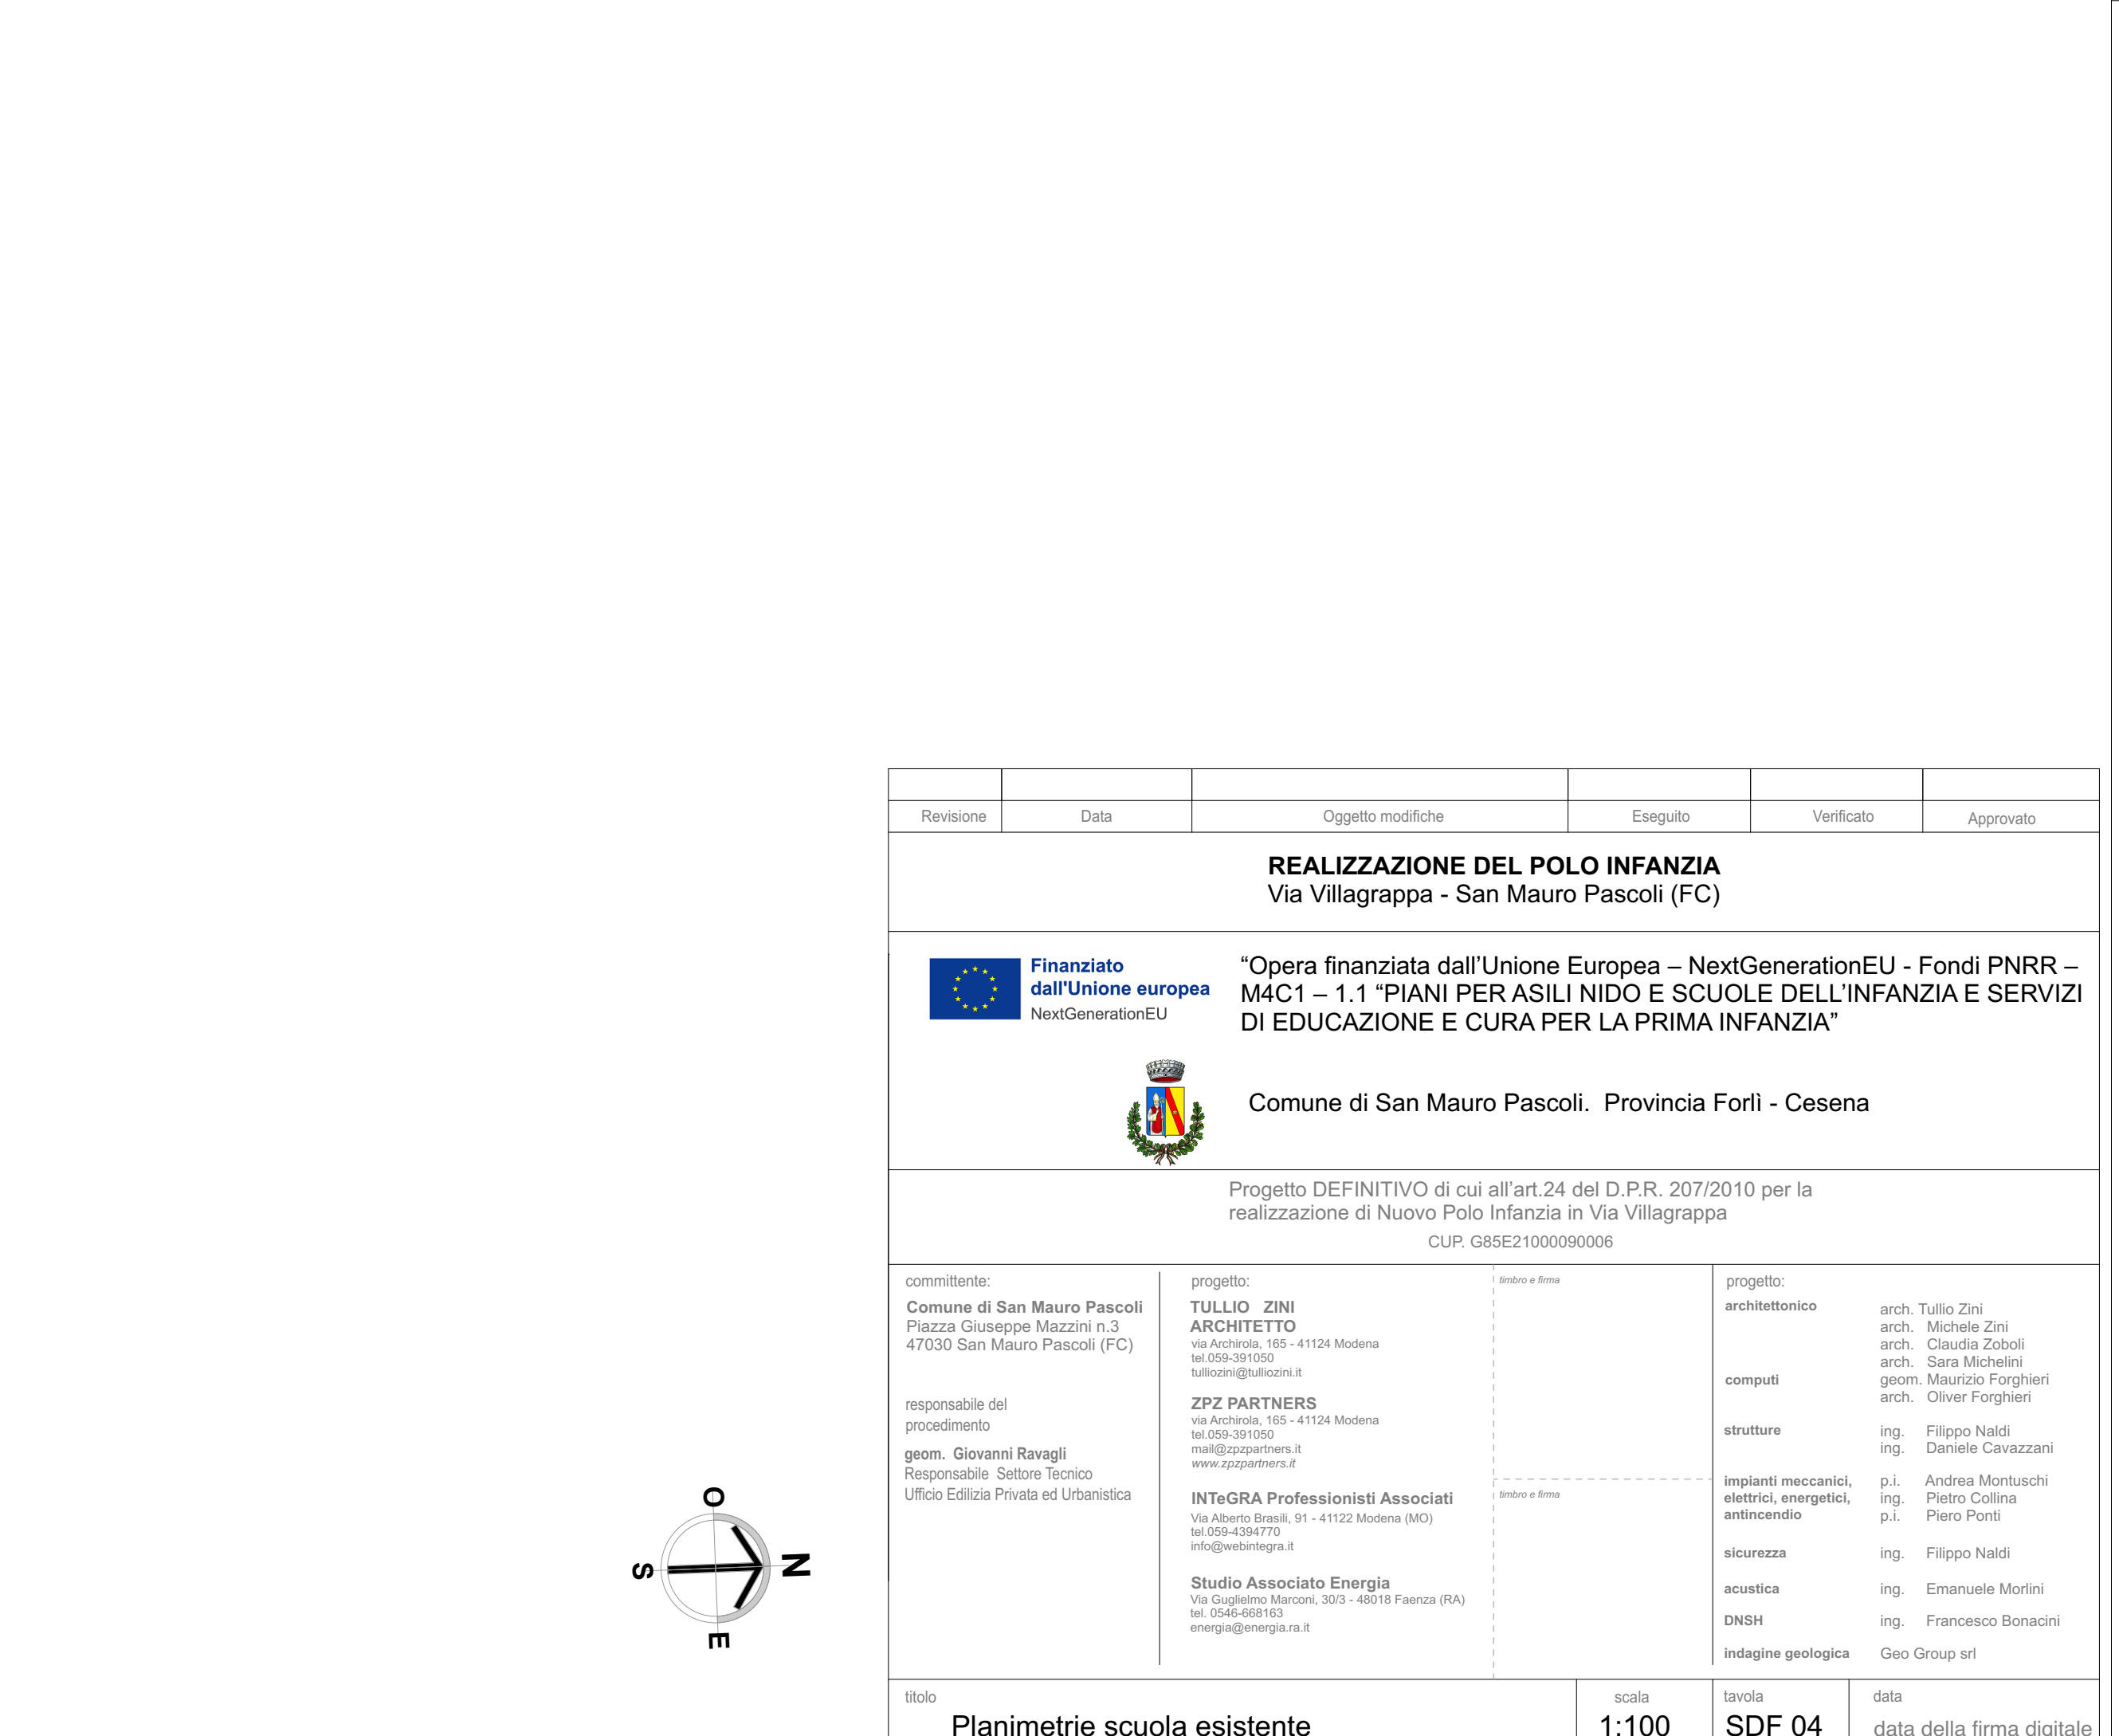 Revisione Data Oggetto modifiche Eseguito Verificato Approvato
REALIZZAZIONE DEL POLO INFANZIA
Via Villagrappa - San Mauro Pascoli (FC)
Finanziato
dall'Unione europea
NextGenerationEU
“Opera finanziata dall’Unione Europea – NextGenerationEU - Fondi PNRR –
M4C1 – 1.1 “PIANI PER ASILI NIDO E SCUOLE DELL’INFANZIA E SERVIZI
DI EDUCAZIONE E CURA PER LA PRIMA INFANZIA”
Comune di San Mauro Pascoli. Provincia Forlì - Cesena
Progetto DEFINITIVO di cui all’art.24 del D.P.R. 207/2010 per la
realizzazione di Nuovo Polo Infanzia in Via Villagrappa
CUP. G85E21000090006
committente:
Comune di San Mauro Pascoli
Piazza Giuseppe Mazzini n.3
47030 San Mauro Pascoli (FC)
responsabile del
procedimento
geom. Giovanni Ravagli
Responsabile Settore Tecnico
Ufficio Edilizia Privata ed Urbanistica
progetto:
TULLIO ZINI
ARCHITETTO
via Archirola, 165 - 41124 Modena
tel.059-391050
tulliozini@tulliozini.it
ZPZ PARTNERS
via Archirola, 165 - 41124 Modena
tel.059-391050
mail@zpzpartners.it
www.zpzpartners.it
INTeGRA Professionisti Associati
Via Alberto Brasili, 91 - 41122 Modena (MO)
tel.059-4394770
info@webintegra.it
Studio Associato Energia
Via Guglielmo Marconi, 30/3 - 48018 Faenza (RA)
tel. 0546-668163
energia@energia.ra.it
timbro e firma
timbro e firma
progetto:
architettonico arch. Tullio Zini
arch. Michele Zini
arch. Claudia Zoboli
arch. Sara Michelini
computi geom. Maurizio Forghieri
arch. Oliver Forghieri
strutture ing. Filippo Naldi
ing. Daniele Cavazzani
impianti meccanici, p.i. Andrea Montuschi
elettrici, energetici, ing. Pietro Collina
antincendio p.i. Piero Ponti
sicurezza ing. Filippo Naldi
acustica ing. Emanuele Morlini
DNSH ing. Francesco Bonacini
indagine geologica Geo Group srl
O
S
N
E
titolo
Planimetrie scuola esistente
scala
1:100
tavola
SDF 04
data
data della firma digitale